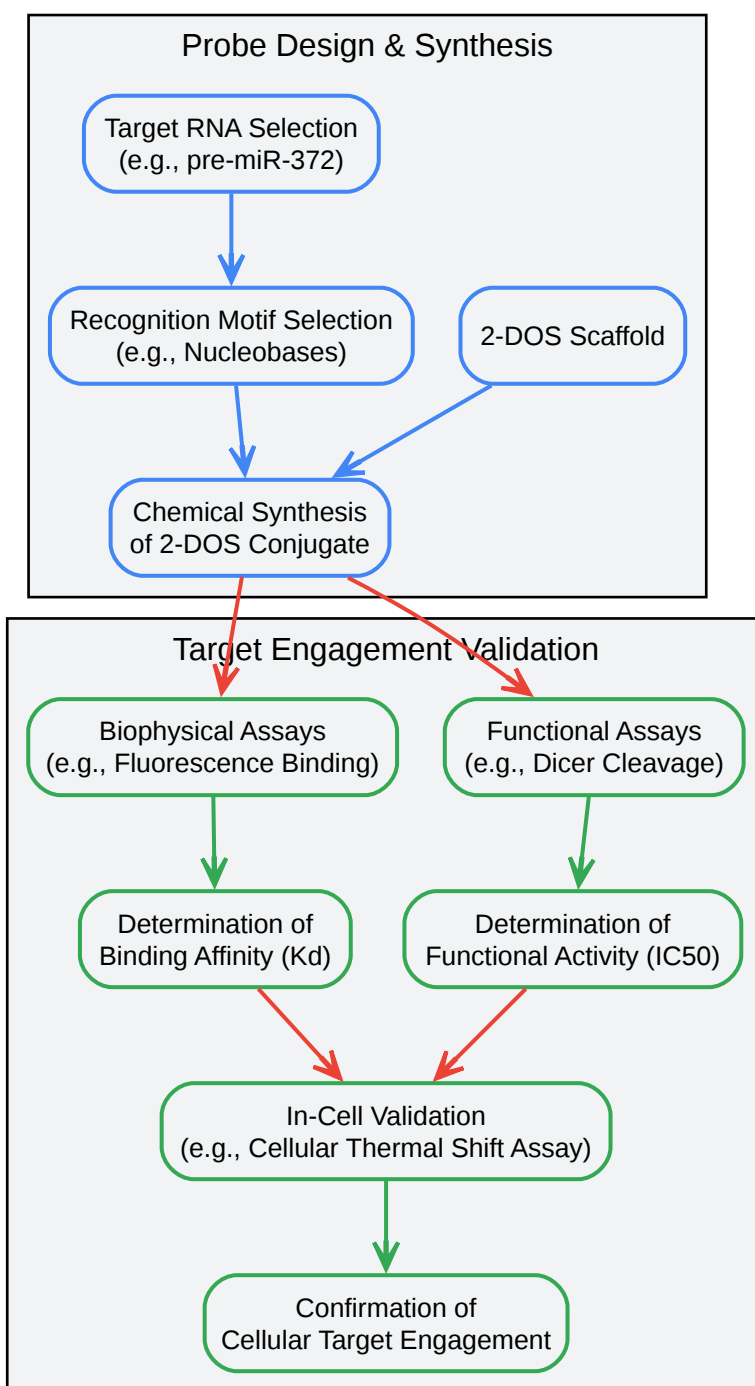 Probe Design & Synthesis
Target RNA Selection
(e.g., pre-miR-372)
Recognition Motif Selection
(e.g., Nucleobases)
2-DOS Scaffold
Chemical Synthesis
of 2-DOS Conjugate
Target Engagement Validation
Biophysical Assays
(e.g., Fluorescence Binding)
Functional Assays
(e.g., Dicer Cleavage)
Determination of
Binding Affinity (Kd)
Determination of
Functional Activity (IC50)
In-Cell Validation
(e.g., Cellular Thermal Shift Assay)
Confirmation of
Cellular Target Engagement